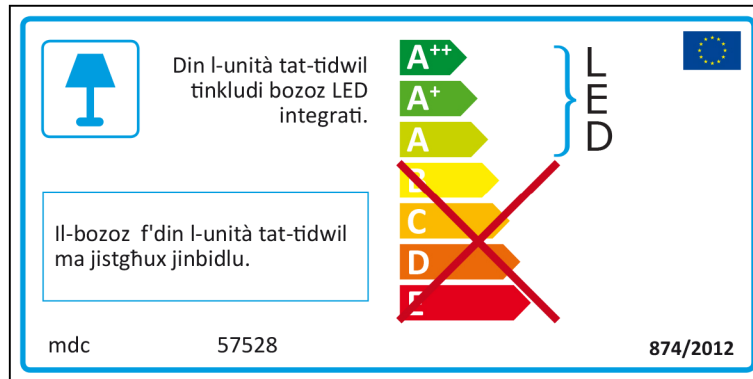 Din l-unità tat-tidwil
tinkludi bozoz LED
integrati.
Il-bozoz f'din l-unità tat-tidwil
ma jistgħux jinbidlu.
A++
A+
A
B
C
D
E
L
E
D
mdc 57528
874/2012